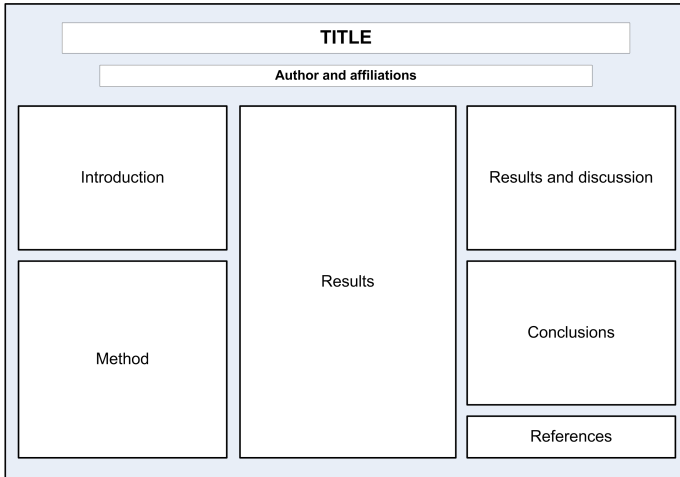 TITLE
Author and affiliations
Introduction
Method
Results
Results and discussion
Conclusions
References